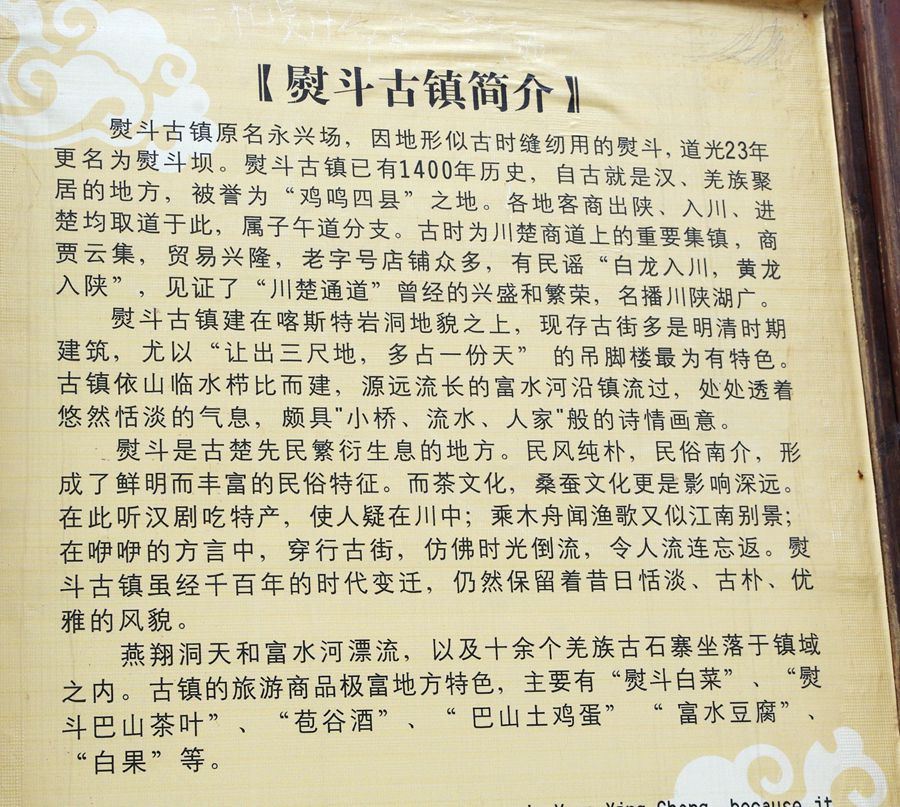 【熨斗古镇简介】
熨斗古镇原名永兴场，因地形似古时缝纫用的熨斗，道光23年
更名为熨斗坝。熨斗古镇已有1400年历史，自古就是汉、羌族聚
居的地方，被誉为“鸡鸣四县”之地。各地客商出陕、入川、进
楚均取道于此，属子午道分支。古时为川楚商道上的重要集镇，商
贾云集，贸易兴隆，老字号店铺众多，有民谣“白龙入川，黄龙
入陕”，见证了“川楚通道”曾经的兴盛和繁荣，名播川陕湖广。
熨斗古镇建在喀斯特岩洞地貌之上，现存古街多是明清时期
建筑，尤以“让出三尺地，多占一份天” 的吊脚楼最为有特色。
古镇依山临水栉比而建，源远流长的富水河沿镇流过，处处透着
悠然恬淡的气息，颇具"小桥、流水、人家"般的诗情画意。
熨斗是古楚先民繁衍生息的地方。民风纯朴，民俗南介，形
成了鲜明而丰富的民俗特征。而茶文化，桑蚕文化更是影响深远。
在此听汉剧吃特产，使人疑在川中；乘木舟闻渔歌又似江南别景；
在咿咿的方言中，穿行古街，仿佛时光倒流，令人流连忘返。熨
斗古镇虽经千百年的时代变迁，仍然保留着昔日恬淡、古朴、优
雅的风貌。
燕翔洞天和富水河漂流，以及十余个羌族古石寨坐落于镇域
之内。古镇的旅游商品极富地方特色，主要有“熨斗白菜”、“熨
斗巴山茶叶”、“苞谷酒”、“巴山土鸡蛋” “富水豆腐”、
“白果”等。
because it